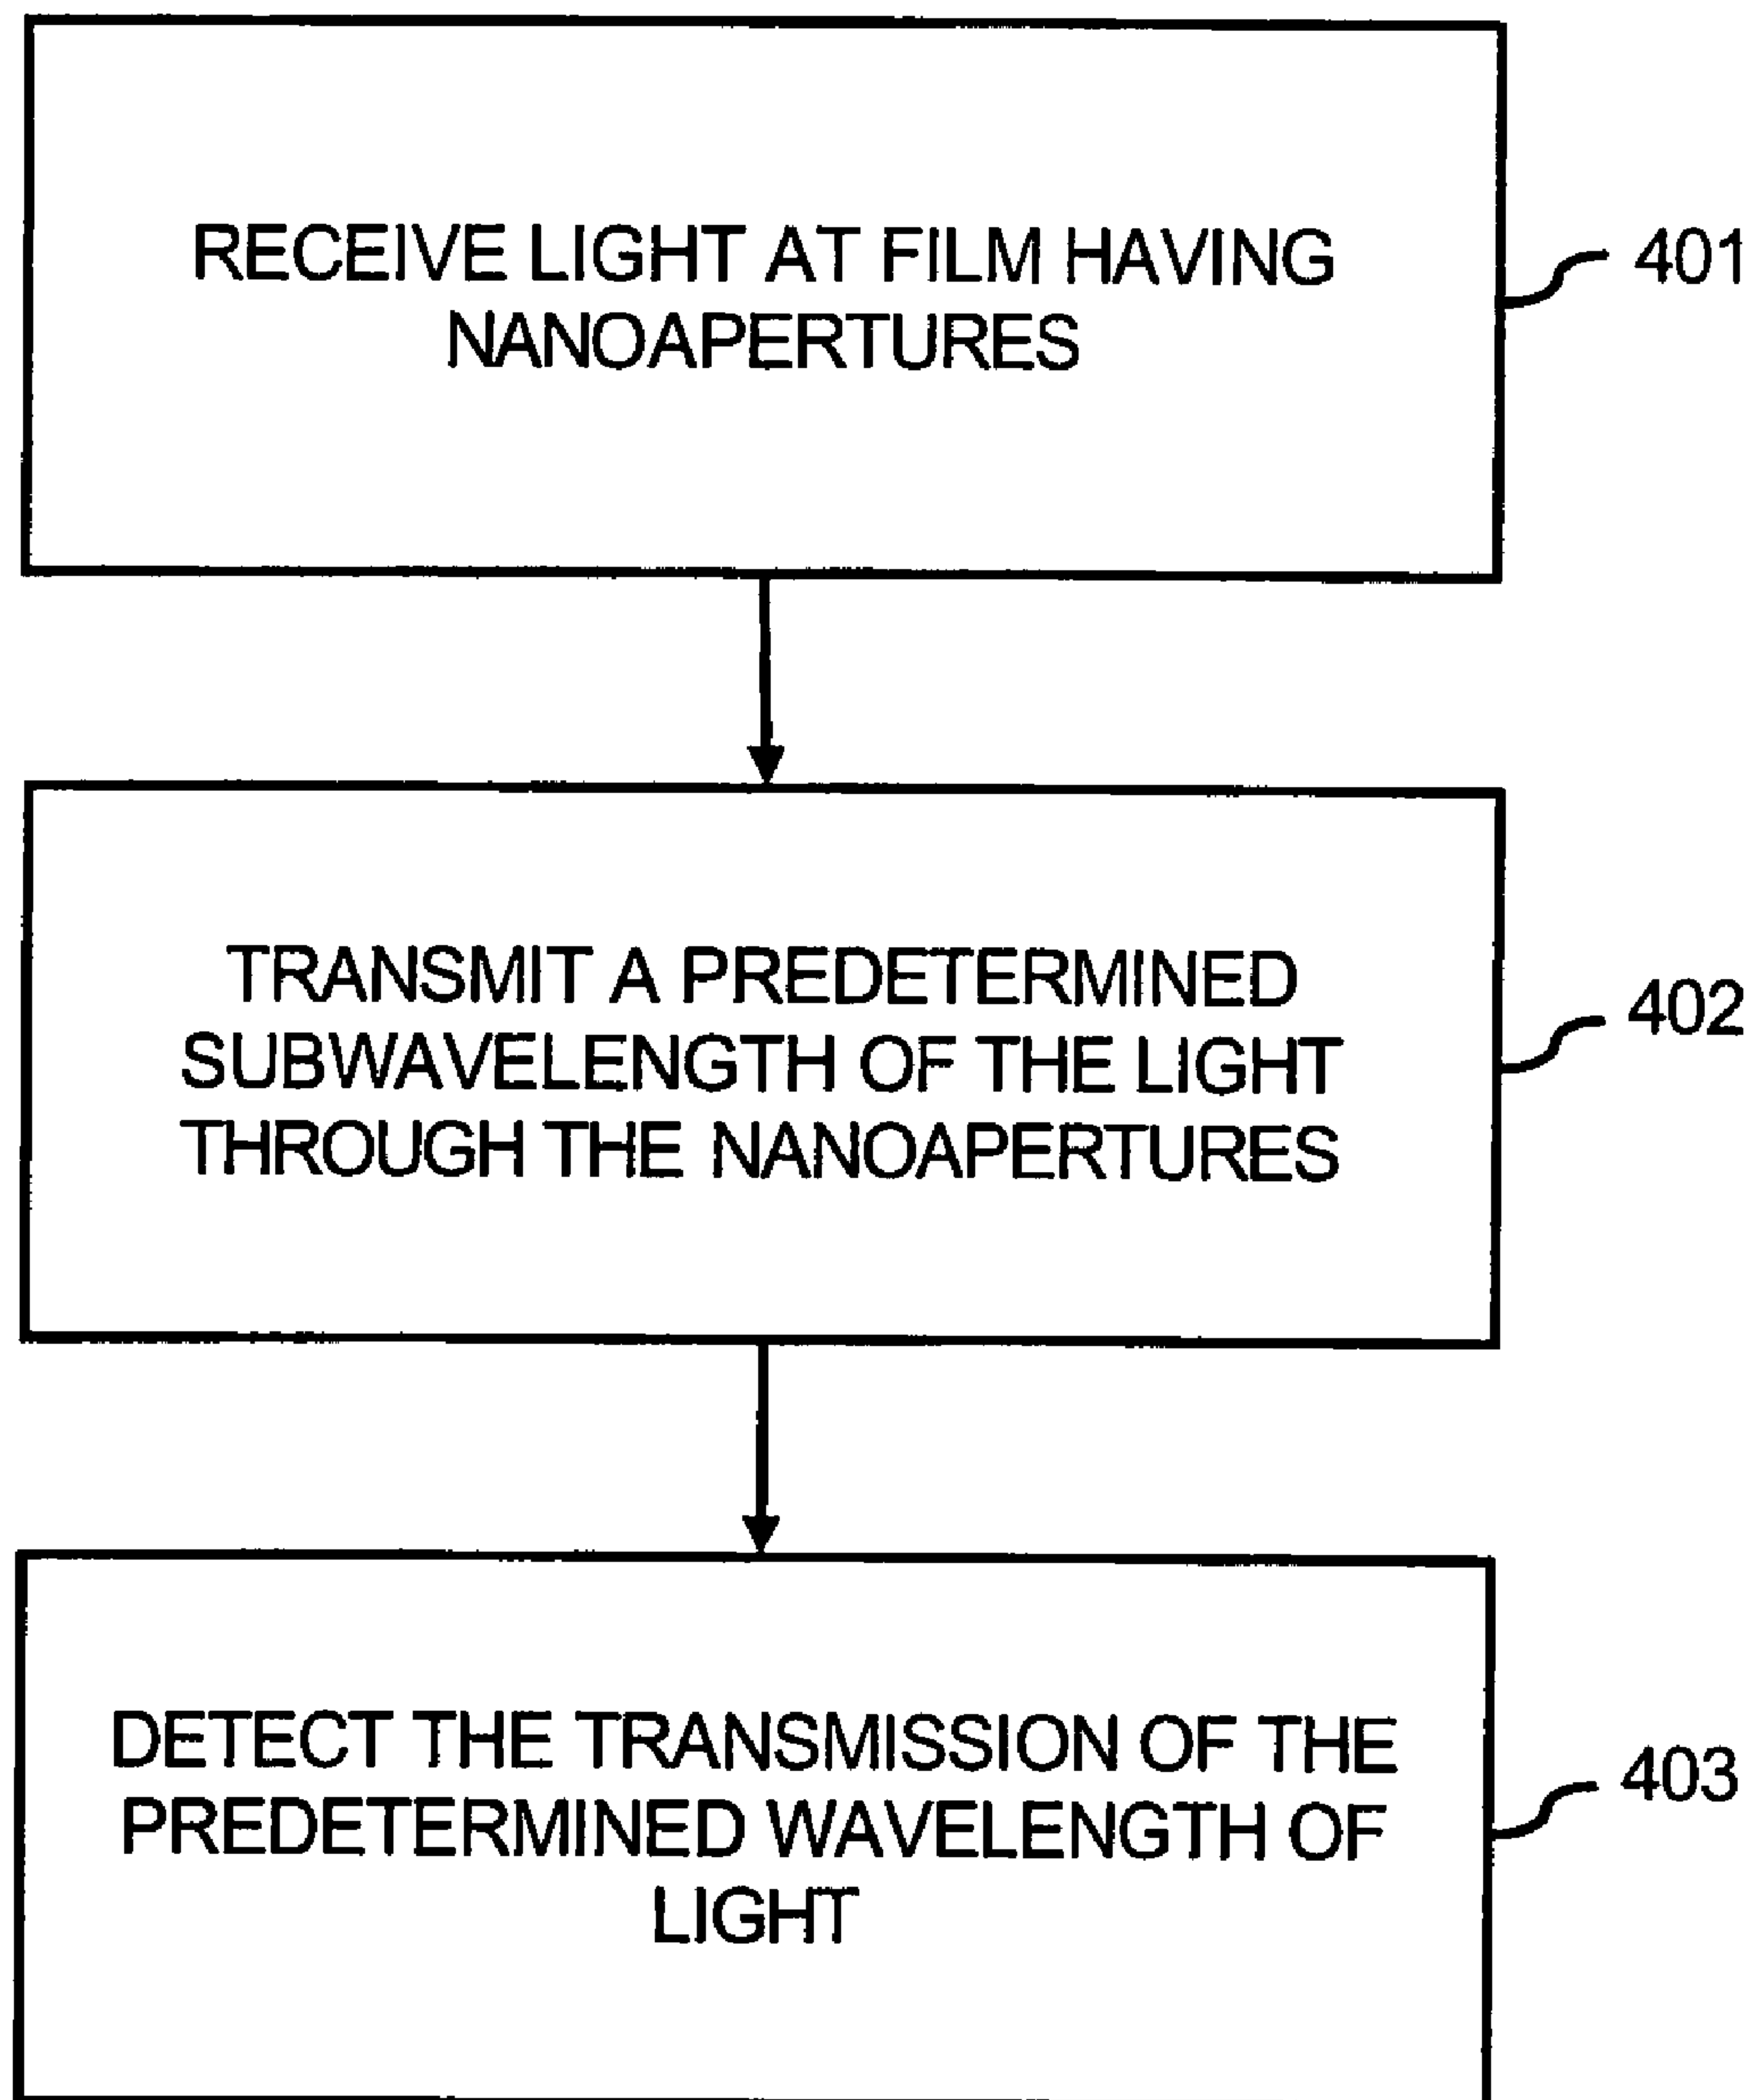 RECEIVE LIGHT AT FILM HAVING
NANOAPERTURES
401
TRANSMIT A PREDETERMINED
SUBWAVELENGTH OF THE LIGHT
THROUGH THE NANOAPERTURES
402
DETECT THE TRANSMISSION OF THE
PREDETERMINED WAVELENGTH OF
LIGHT
403